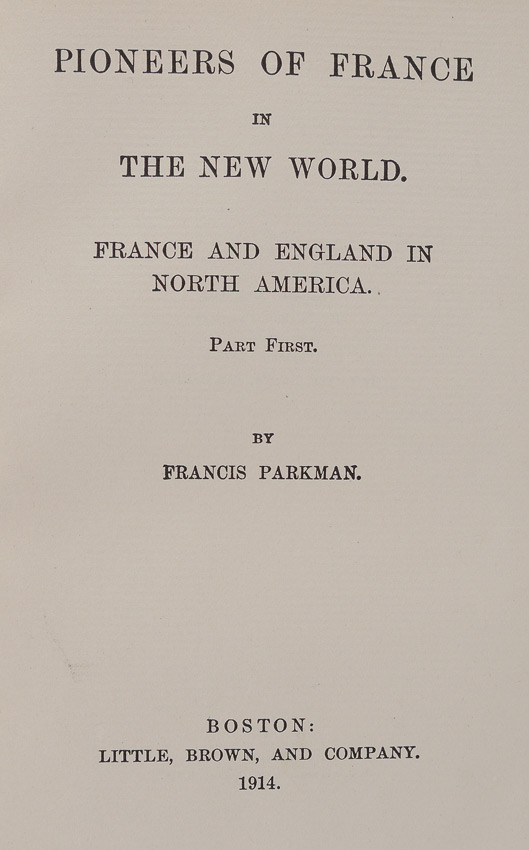 PIONEERS OF FRANCE
IN
THE NEW WORLD.
FRANCE AND ENGLAND IN
NORTH AMERICA.
PART FIRST.
BY
FRANCIS PARKMAN.
BOSTON:
LITTLE, BROWN, AND COMPANY.
1914.